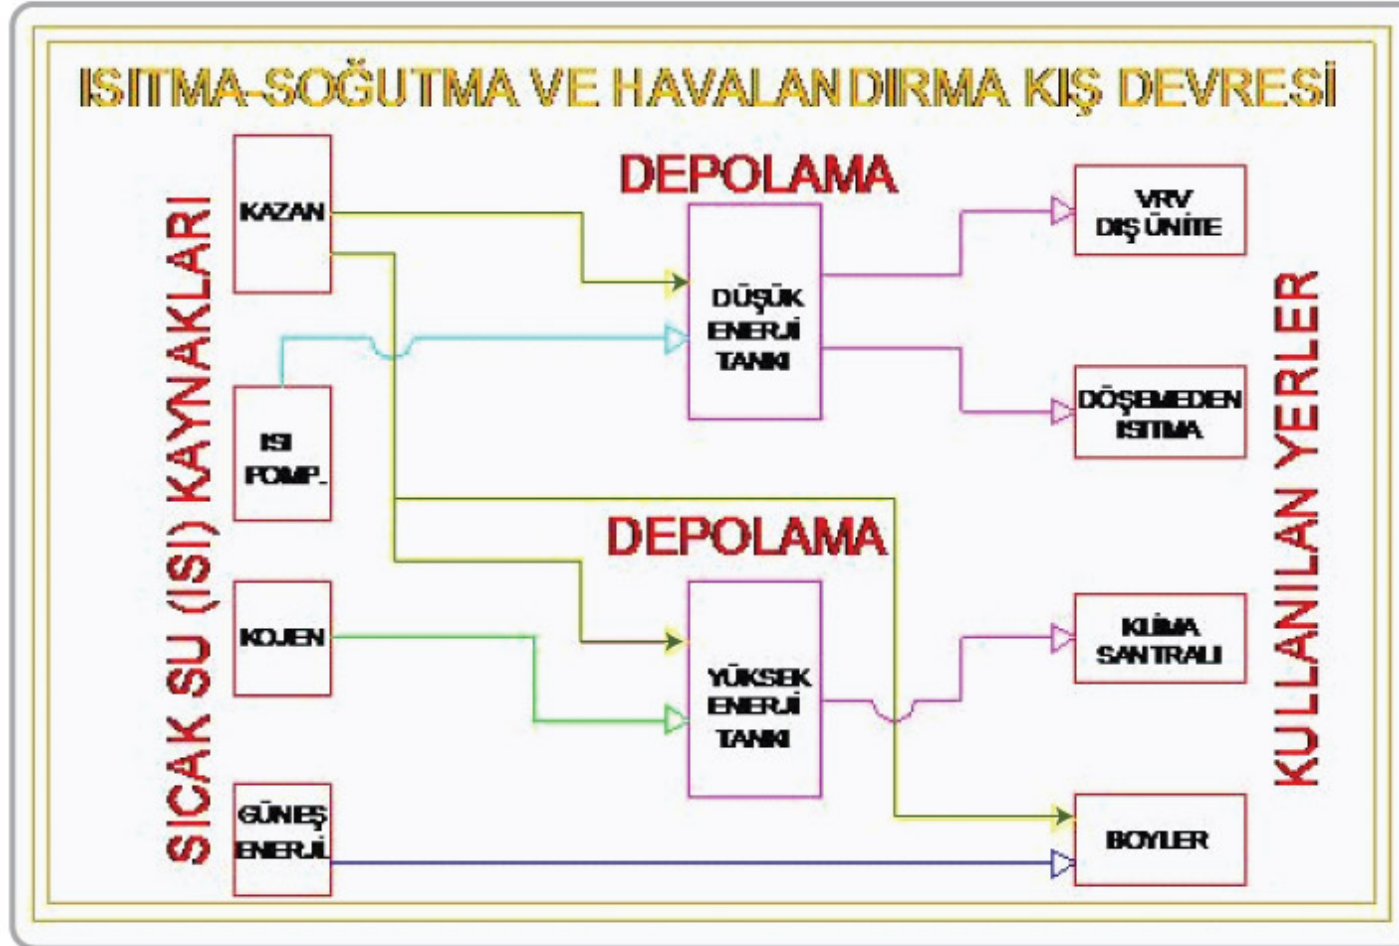 ISITMA-SOĞUTMA VE HAVALANDIRMA KIŞ DEVRESİ
SICAK SU (ISI) KAYNAKLARI
KAZAN
ISI
POMP.
KOJEN
GÜNEŞ
ENERJİ.
DEPOLAMA
DÜŞÜK
ENERJİ
TANKI
DEPOLAMA
YÜKSEK
ENERJİ
TANKI
VRV
DIŞ ÜNİTE
DÖŞEMEDEN
ISITMA
KLİMA
SANTRALI
BOYLER
KULLANILAN YERLER